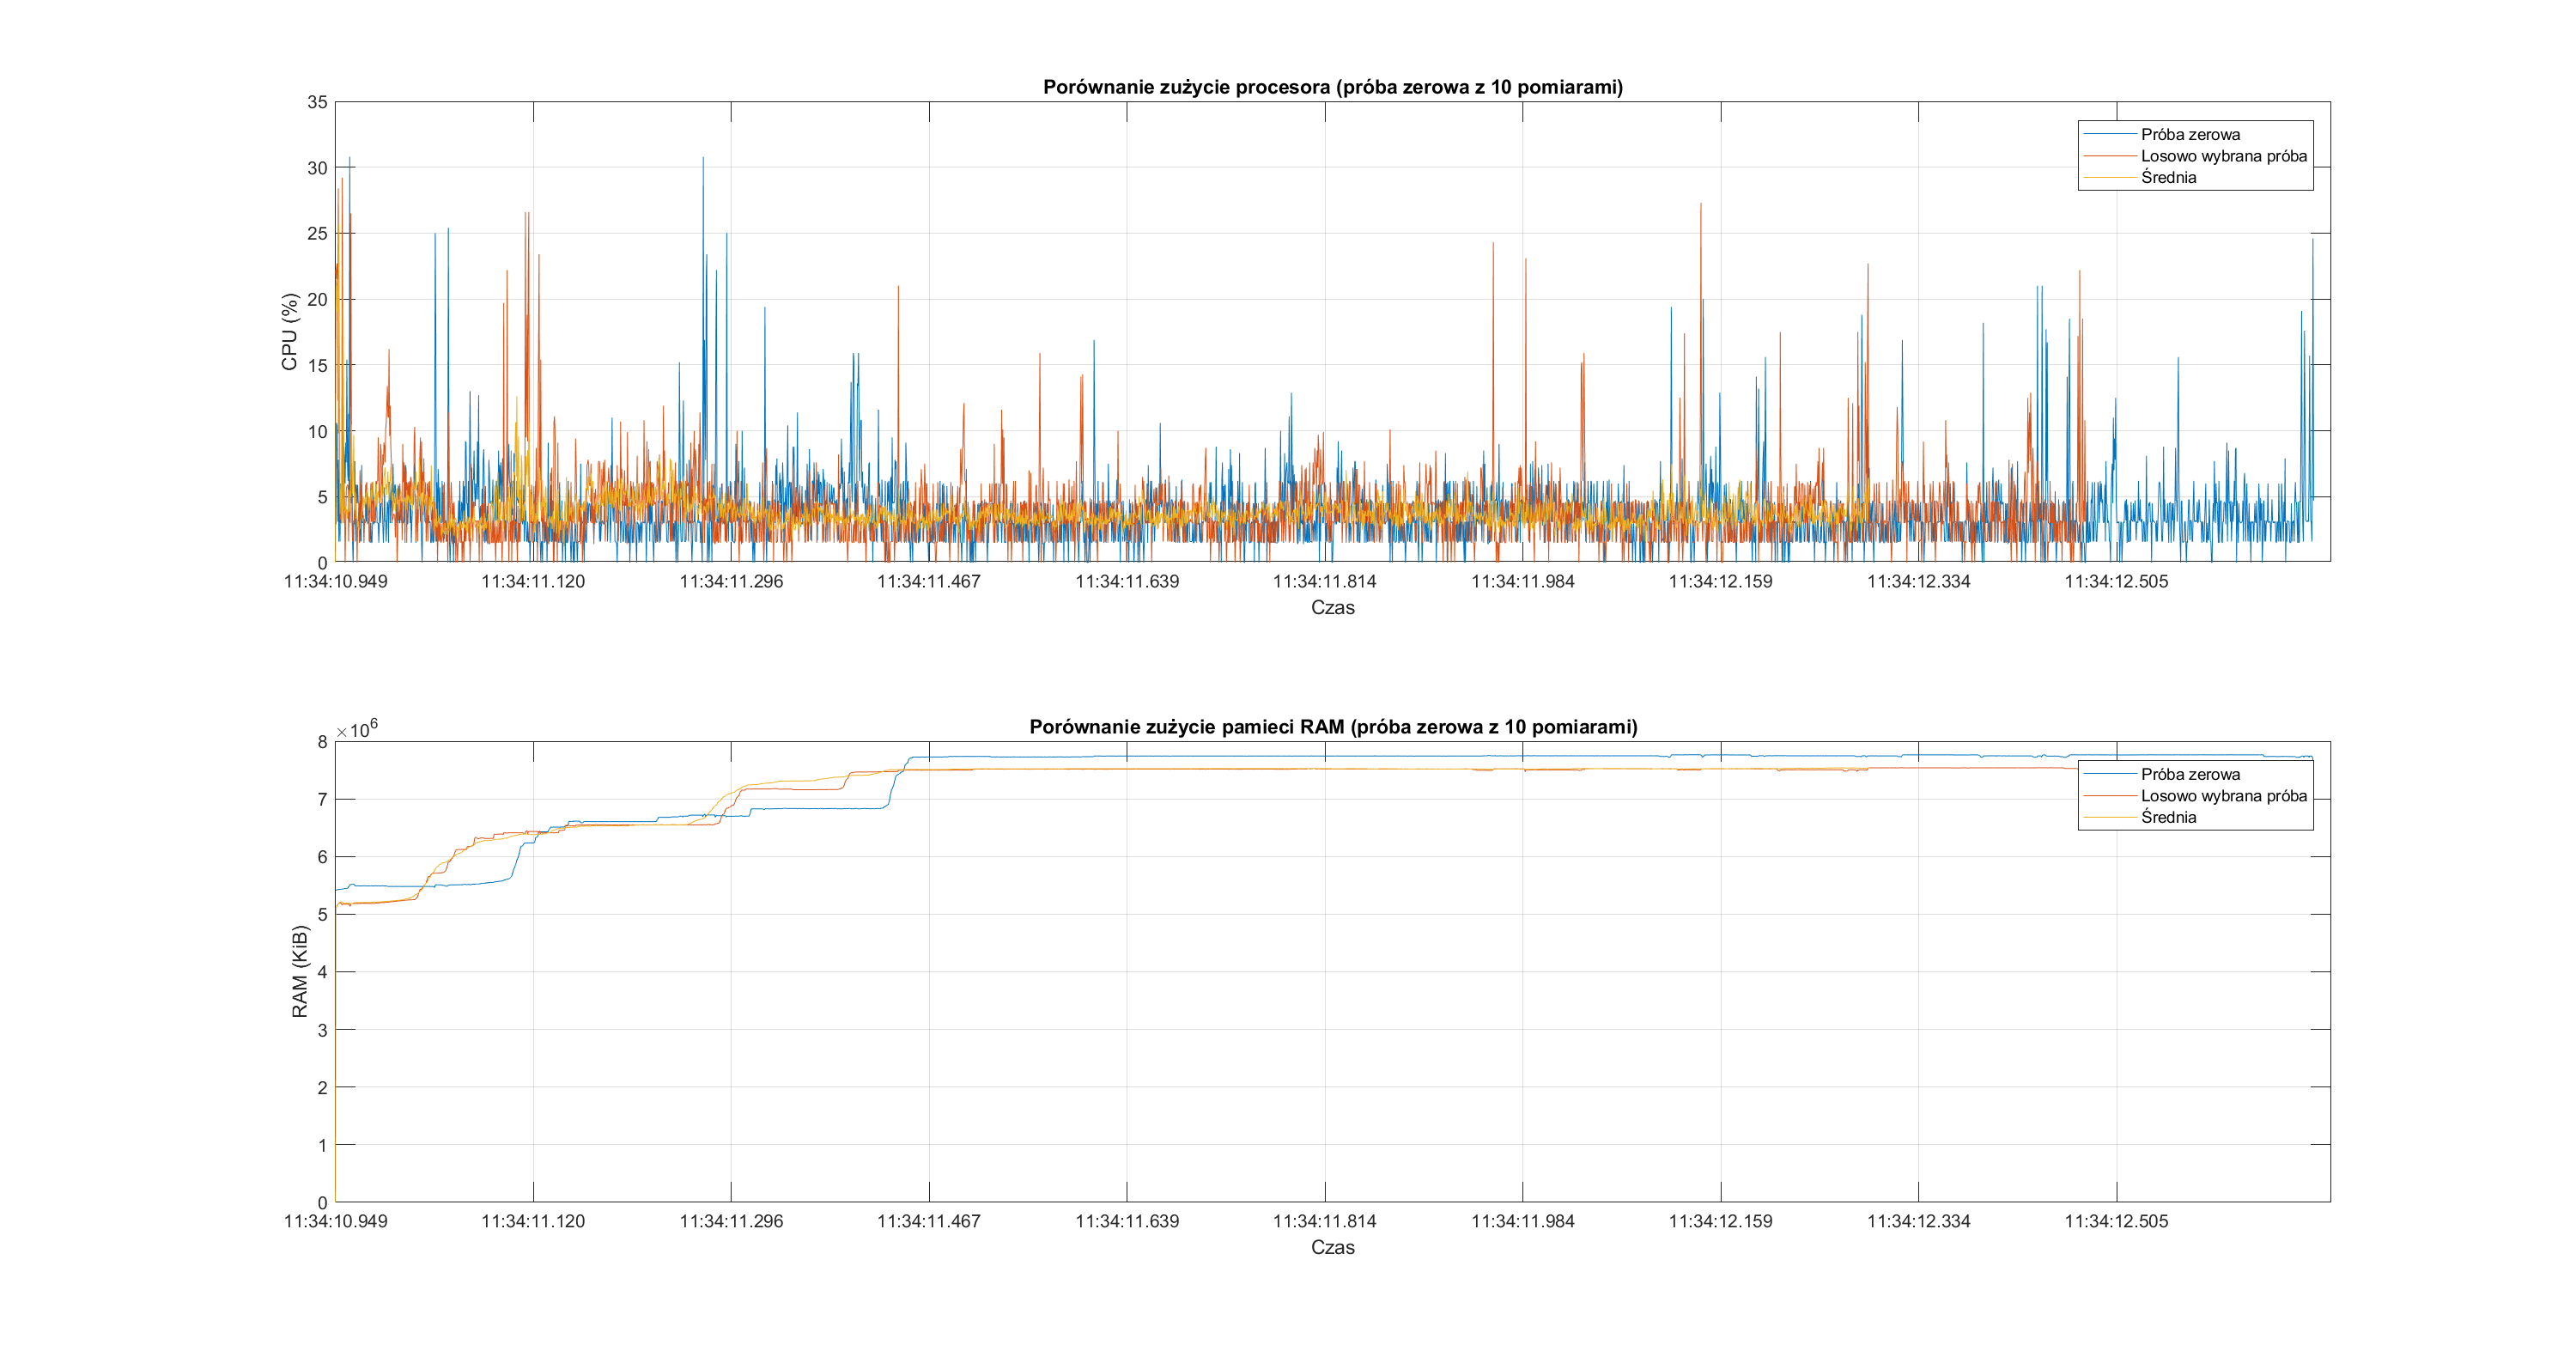 Porównanie zużycie procesora (próba zerowa z 10 pomiarami)
35
30
25
20
15
10
5
0
CPU (%)
Próba zerowa
Losowo wybrana próba
Średnia
11:34:10.949 11:34:11.120 11:34:11.296 11:34:11.467 11:34:11.639 11:34:11.814 11:34:11.984 11:34:12.159 11:34:12.334 11:34:12.505
Czas
Porównanie zużycie pamieci RAM (próba zerowa z 10 pomiarami)
×10^6
8
7
6
5
4
3
2
1
0
RAM (KiB)
Próba zerowa
Losowo wybrana próba
Średnia
11:34:10.949 11:34:11.120 11:34:11.296 11:34:11.467 11:34:11.639 11:34:11.814 11:34:11.984 11:34:12.159 11:34:12.334 11:34:12.505
Czas